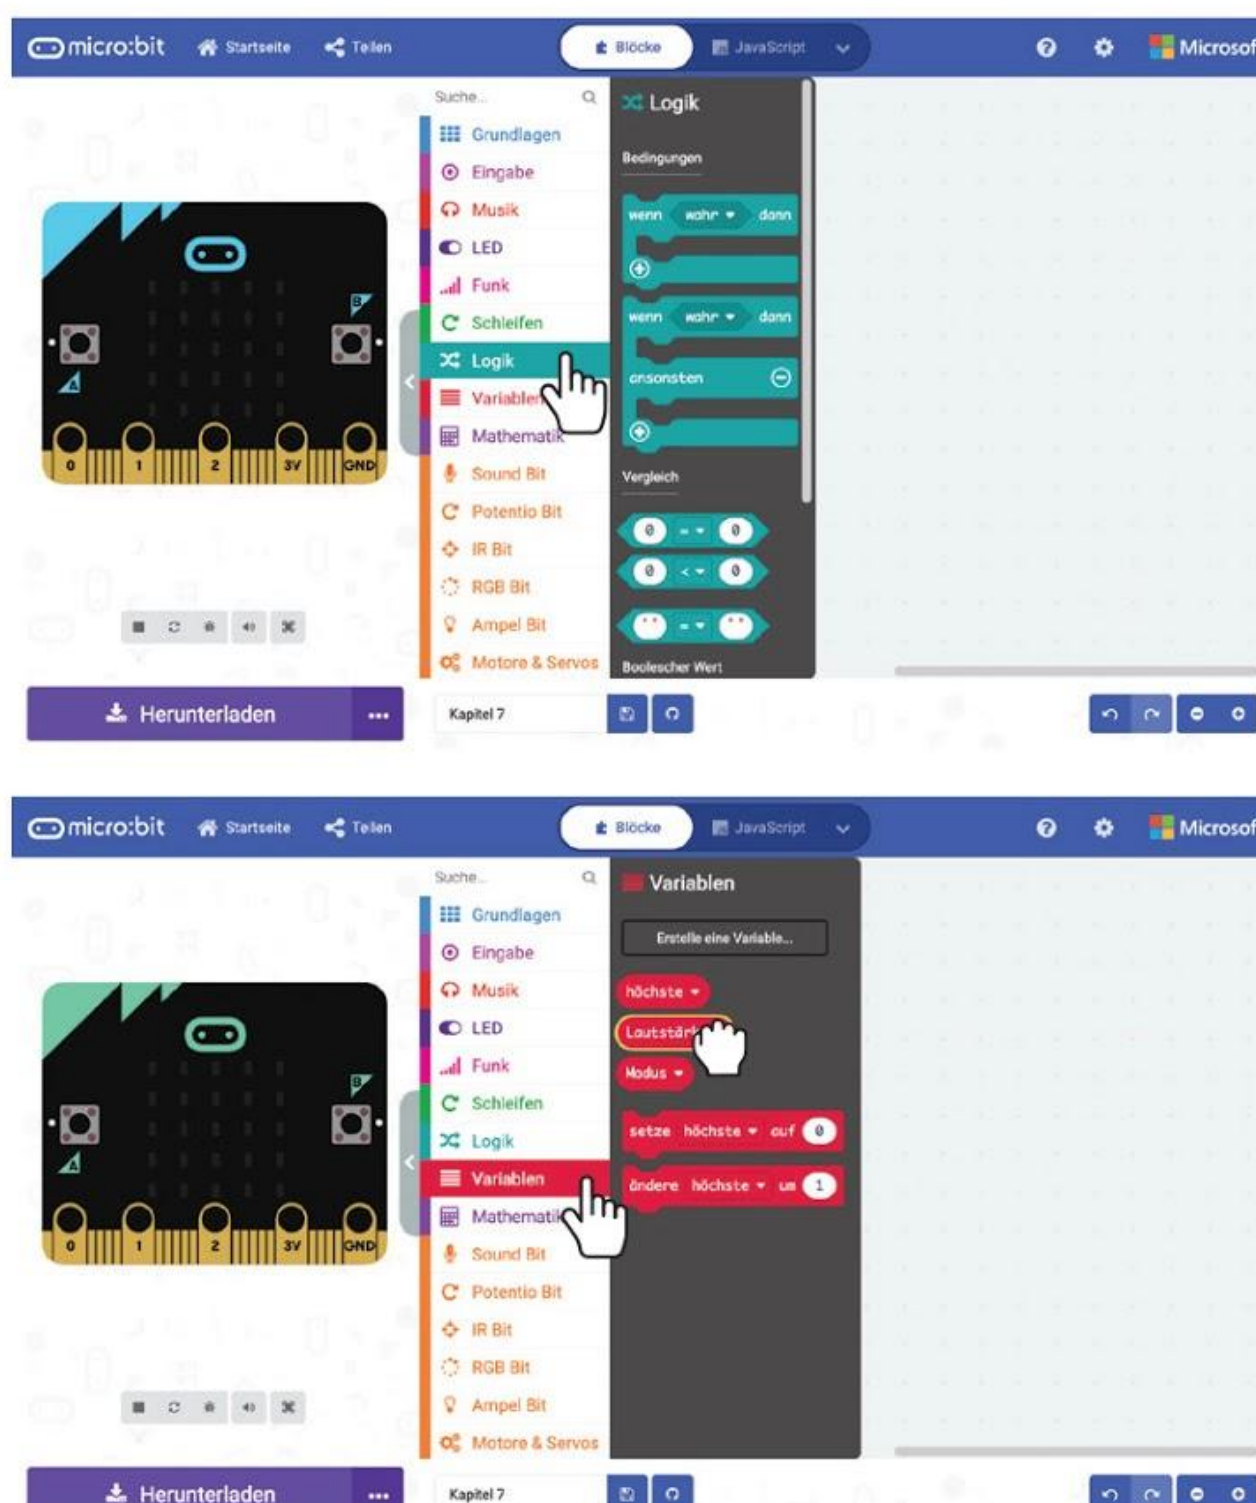 micro:bit Startseite Teilen Blöcke JavaScript Microsof
Suche...
Grundlagen
Eingabe
Musik
LED
Funk
Schleifen
Logik
Variablen
Mathematik
Sound Bit
Potentio Bit
IR Bit
RGB Bit
Ampel Bit
Motore & Servos
Logik
Bedingungen
wenn wahr dann
wenn wahr dann
ansonsten
Vergleich
0 = 0
0 < 0
" " = " "
Boolescher Wert
B
A
0 1 2 3V GND
Herunterladen ... Kapitel 7
micro:bit Startseite Teilen Blöcke JavaScript Microsof
Suche...
Grundlagen
Eingabe
Musik
LED
Funk
Schleifen
Logik
Variablen
Mathematik
Sound Bit
Potentio Bit
IR Bit
RGB Bit
Ampel Bit
Motore & Servos
Variablen
Erstelle eine Variable...
höchste
Lautstärk
Modus
setze höchste auf 0
ändere höchste um 1
B
A
0 1 2 3V GND
Herunterladen ... Kapitel 7